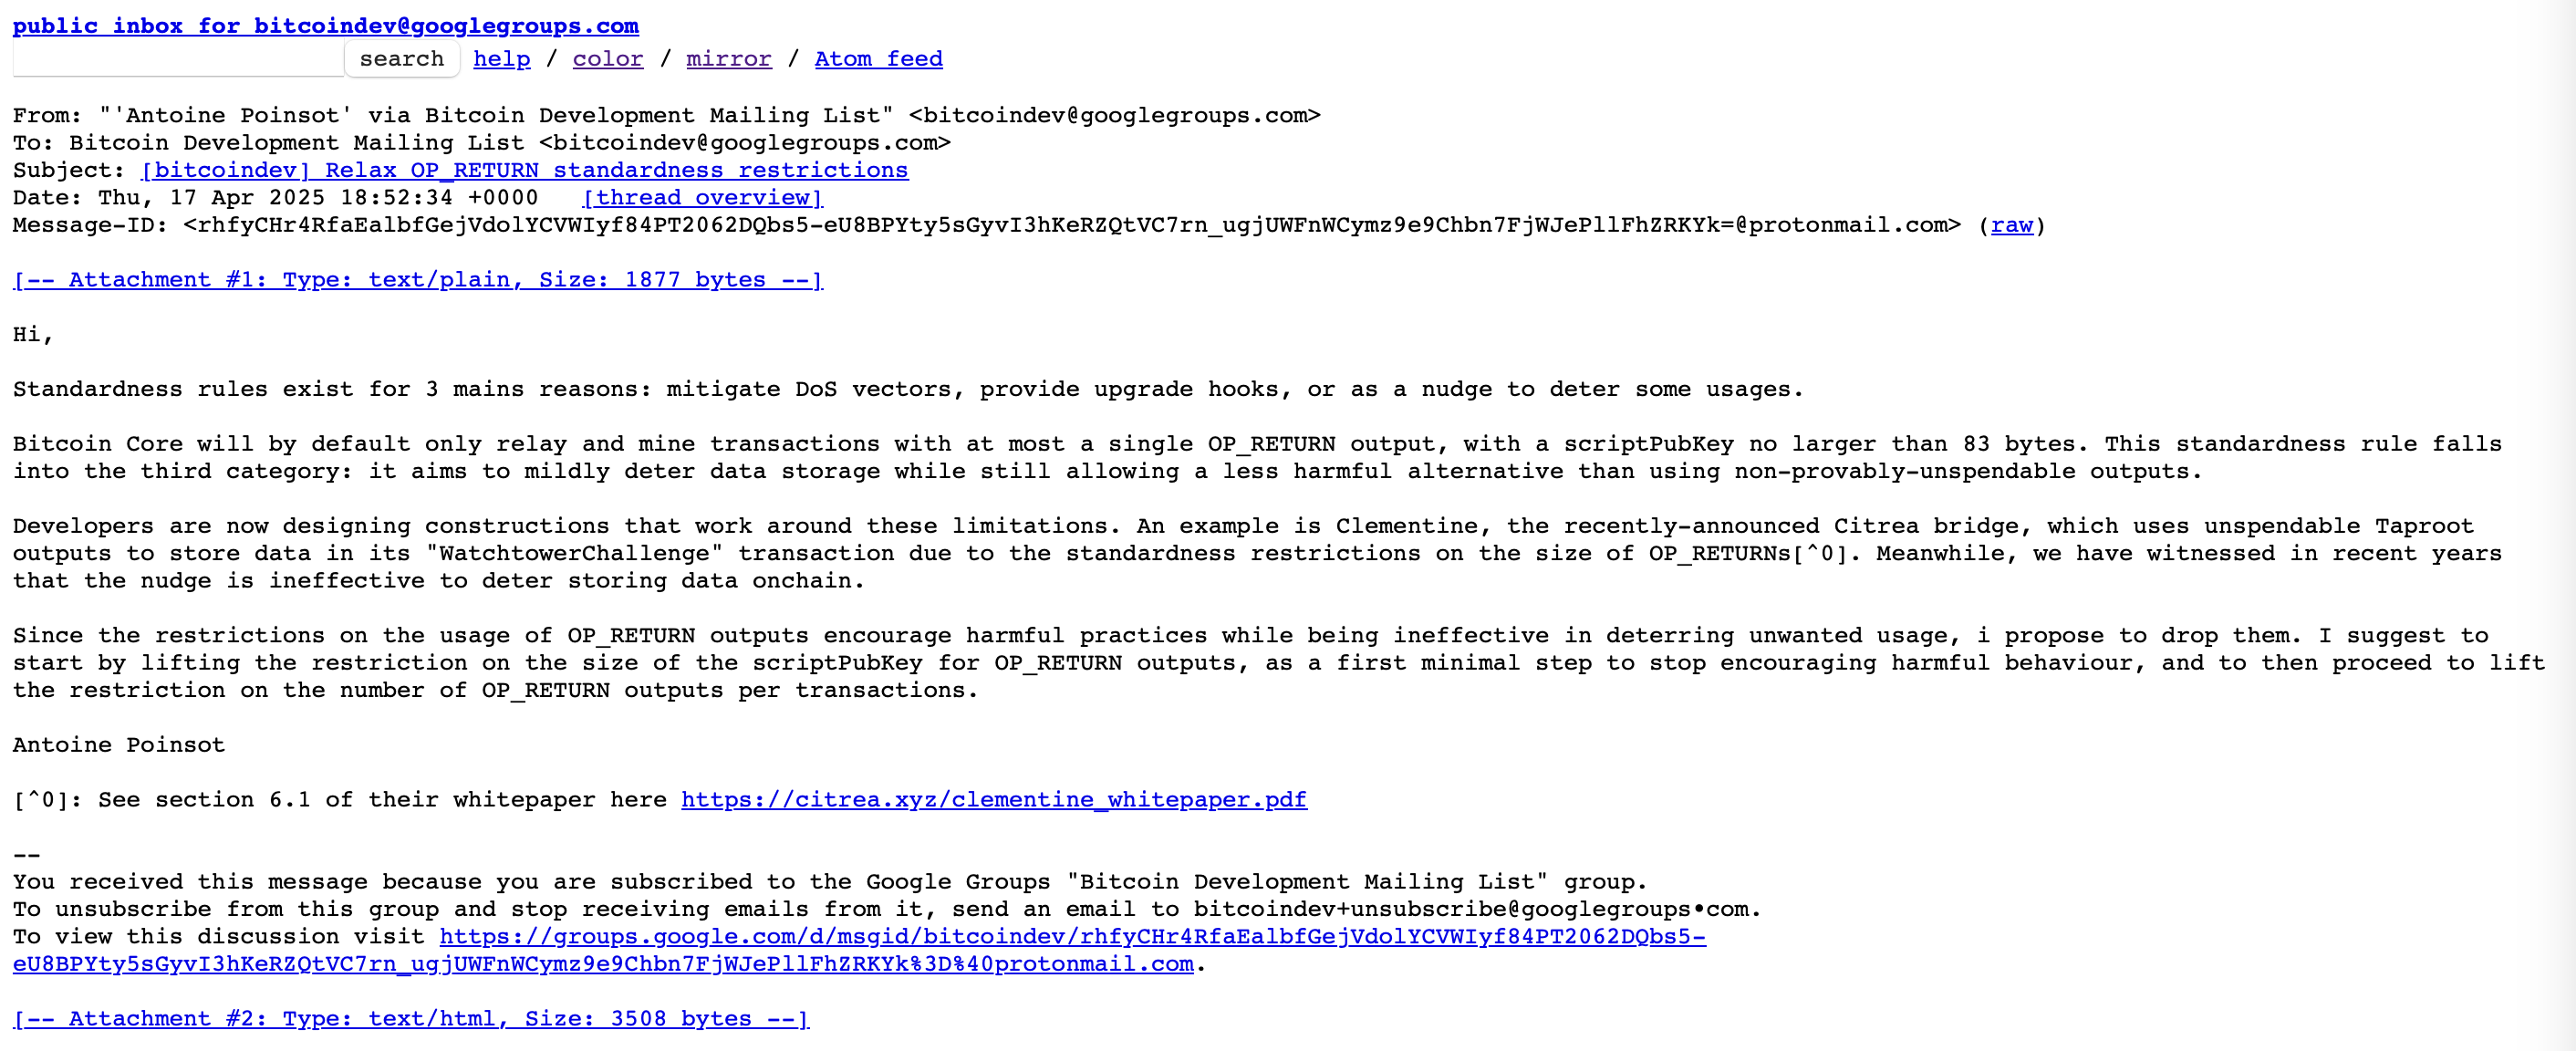 public inbox for bitcoindev@googlegroups.com
search help / color / mirror / Atom feed
From: "'Antoine Poinsot' via Bitcoin Development Mailing List" <bitcoindev@googlegroups.com>
To: Bitcoin Development Mailing List <bitcoindev@googlegroups.com>
Subject: [bitcoindev] Relax OP_RETURN standardness restrictions
Date: Thu, 17 Apr 2025 18:52:34 +0000 [thread overview]
Message-ID: <rhfyCHr4RfaEalbfGejVdolYCVWIyf84PT2062DQbs5-eU8BPYty5sGyvI3hKeRZQtVC7rn_ugjUWFnWCymz9e9Chbn7FjWJePllFhZRKYk=@protonmail.com> (raw)
[-- Attachment #1: Type: text/plain, Size: 1877 bytes --]
Hi,
Standardness rules exist for 3 mains reasons: mitigate DoS vectors, provide upgrade hooks, or as a nudge to deter some usages.
Bitcoin Core will by default only relay and mine transactions with at most a single OP_RETURN output, with a scriptPubKey no larger than 83 bytes. This standardness rule falls
into the third category: it aims to mildly deter data storage while still allowing a less harmful alternative than using non-provably-unspendable outputs.
Developers are now designing constructions that work around these limitations. An example is Clementine, the recently-announced Citrea bridge, which uses unspendable Taproot
outputs to store data in its "WatchtowerChallenge" transaction due to the standardness restrictions on the size of OP_RETURNs[^0]. Meanwhile, we have witnessed in recent years
that the nudge is ineffective to deter storing data onchain.
Since the restrictions on the usage of OP_RETURN outputs encourage harmful practices while being ineffective in deterring unwanted usage, i propose to drop them. I suggest to
start by lifting the restriction on the size of the scriptPubKey for OP_RETURN outputs, as a first minimal step to stop encouraging harmful behaviour, and to then proceed to lift
the restriction on the number of OP_RETURN outputs per transactions.
Antoine Poinsot
[^0]: See section 6.1 of their whitepaper here https://citrea.xyz/clementine_whitepaper.pdf
--
You received this message because you are subscribed to the Google Groups "Bitcoin Development Mailing List" group.
To unsubscribe from this group and stop receiving emails from it, send an email to bitcoindev+unsubscribe@googlegroups•com.
To view this discussion visit https://groups.google.com/d/msgid/bitcoindev/rhfyCHr4RfaEalbfGejVdolYCVWIyf84PT2062DQbs5-
eU8BPYty5sGyvI3hKeRZQtVC7rn_ugjUWFnWCymz9e9Chbn7FjWJePllFhZRKYk%3D%40protonmail.com.
[-- Attachment #2: Type: text/html, Size: 3508 bytes --]